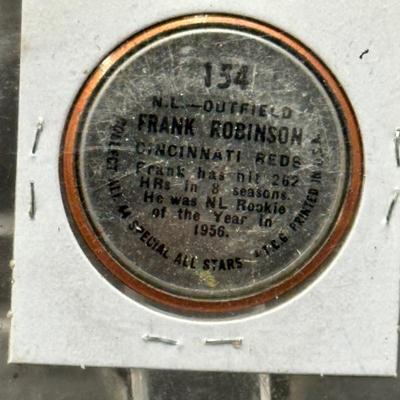 154
N.L.—OUTFIELD
FRANK ROBINSON
CINCINNATI REDS
Frank has hit 262
HRs in 8 seasons.
He was NL Rookie
of the Year in
1956.
COLLECT ALL 44 SPECIAL ALL STARS * T.C.G. PRINTED IN U.S.A.